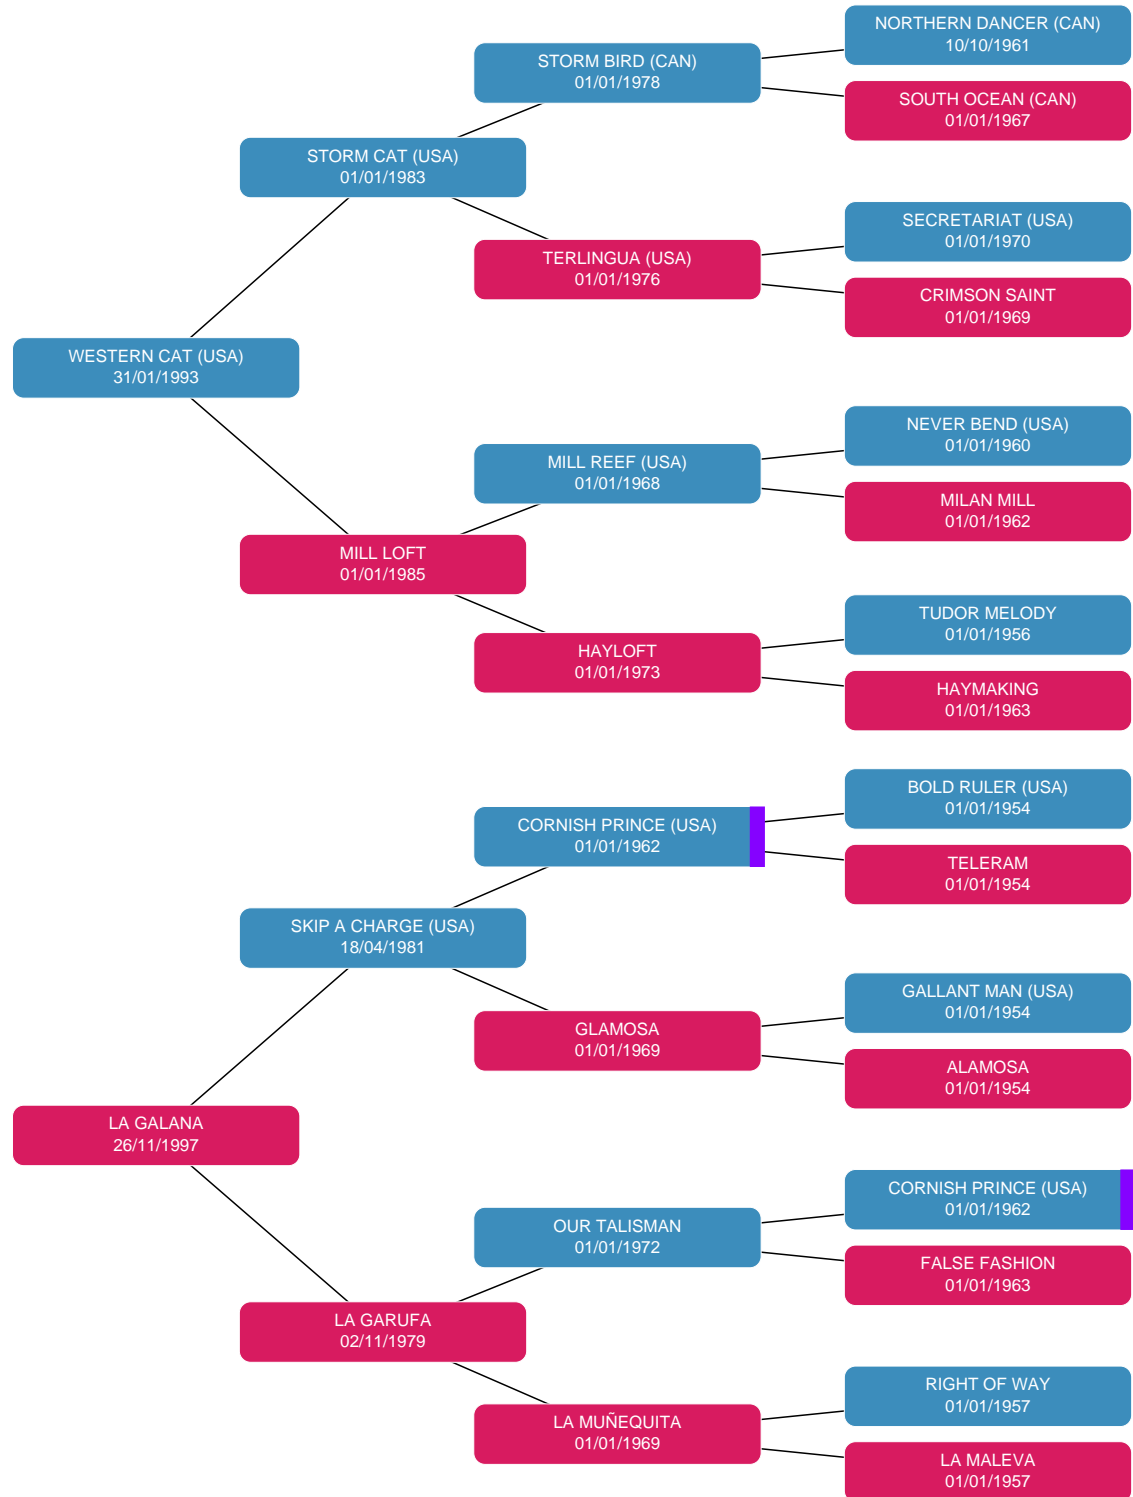 NORTHERN DANCER (CAN)
10/10/1961
STORM BIRD (CAN)
01/01/1978
SOUTH OCEAN (CAN)
01/01/1967
STORM CAT (USA)
01/01/1983
SECRETARIAT (USA)
01/01/1970
TERLINGUA (USA)
01/01/1976
CRIMSON SAINT
01/01/1969
WESTERN CAT (USA)
31/01/1993
NEVER BEND (USA)
01/01/1960
MILL REEF (USA)
01/01/1968
MILAN MILL
01/01/1962
MILL LOFT
01/01/1985
TUDOR MELODY
01/01/1956
HAYLOFT
01/01/1973
HAYMAKING
01/01/1963
BOLD RULER (USA)
01/01/1954
CORNISH PRINCE (USA)
01/01/1962
TELERAM
01/01/1954
SKIP A CHARGE (USA)
18/04/1981
GALLANT MAN (USA)
01/01/1954
GLAMOSA
01/01/1969
ALAMOSA
01/01/1954
LA GALANA
26/11/1997
CORNISH PRINCE (USA)
01/01/1962
OUR TALISMAN
01/01/1972
FALSE FASHION
01/01/1963
LA GARUFA
02/11/1979
RIGHT OF WAY
01/01/1957
LA MUÑEQUITA
01/01/1969
LA MALEVA
01/01/1957